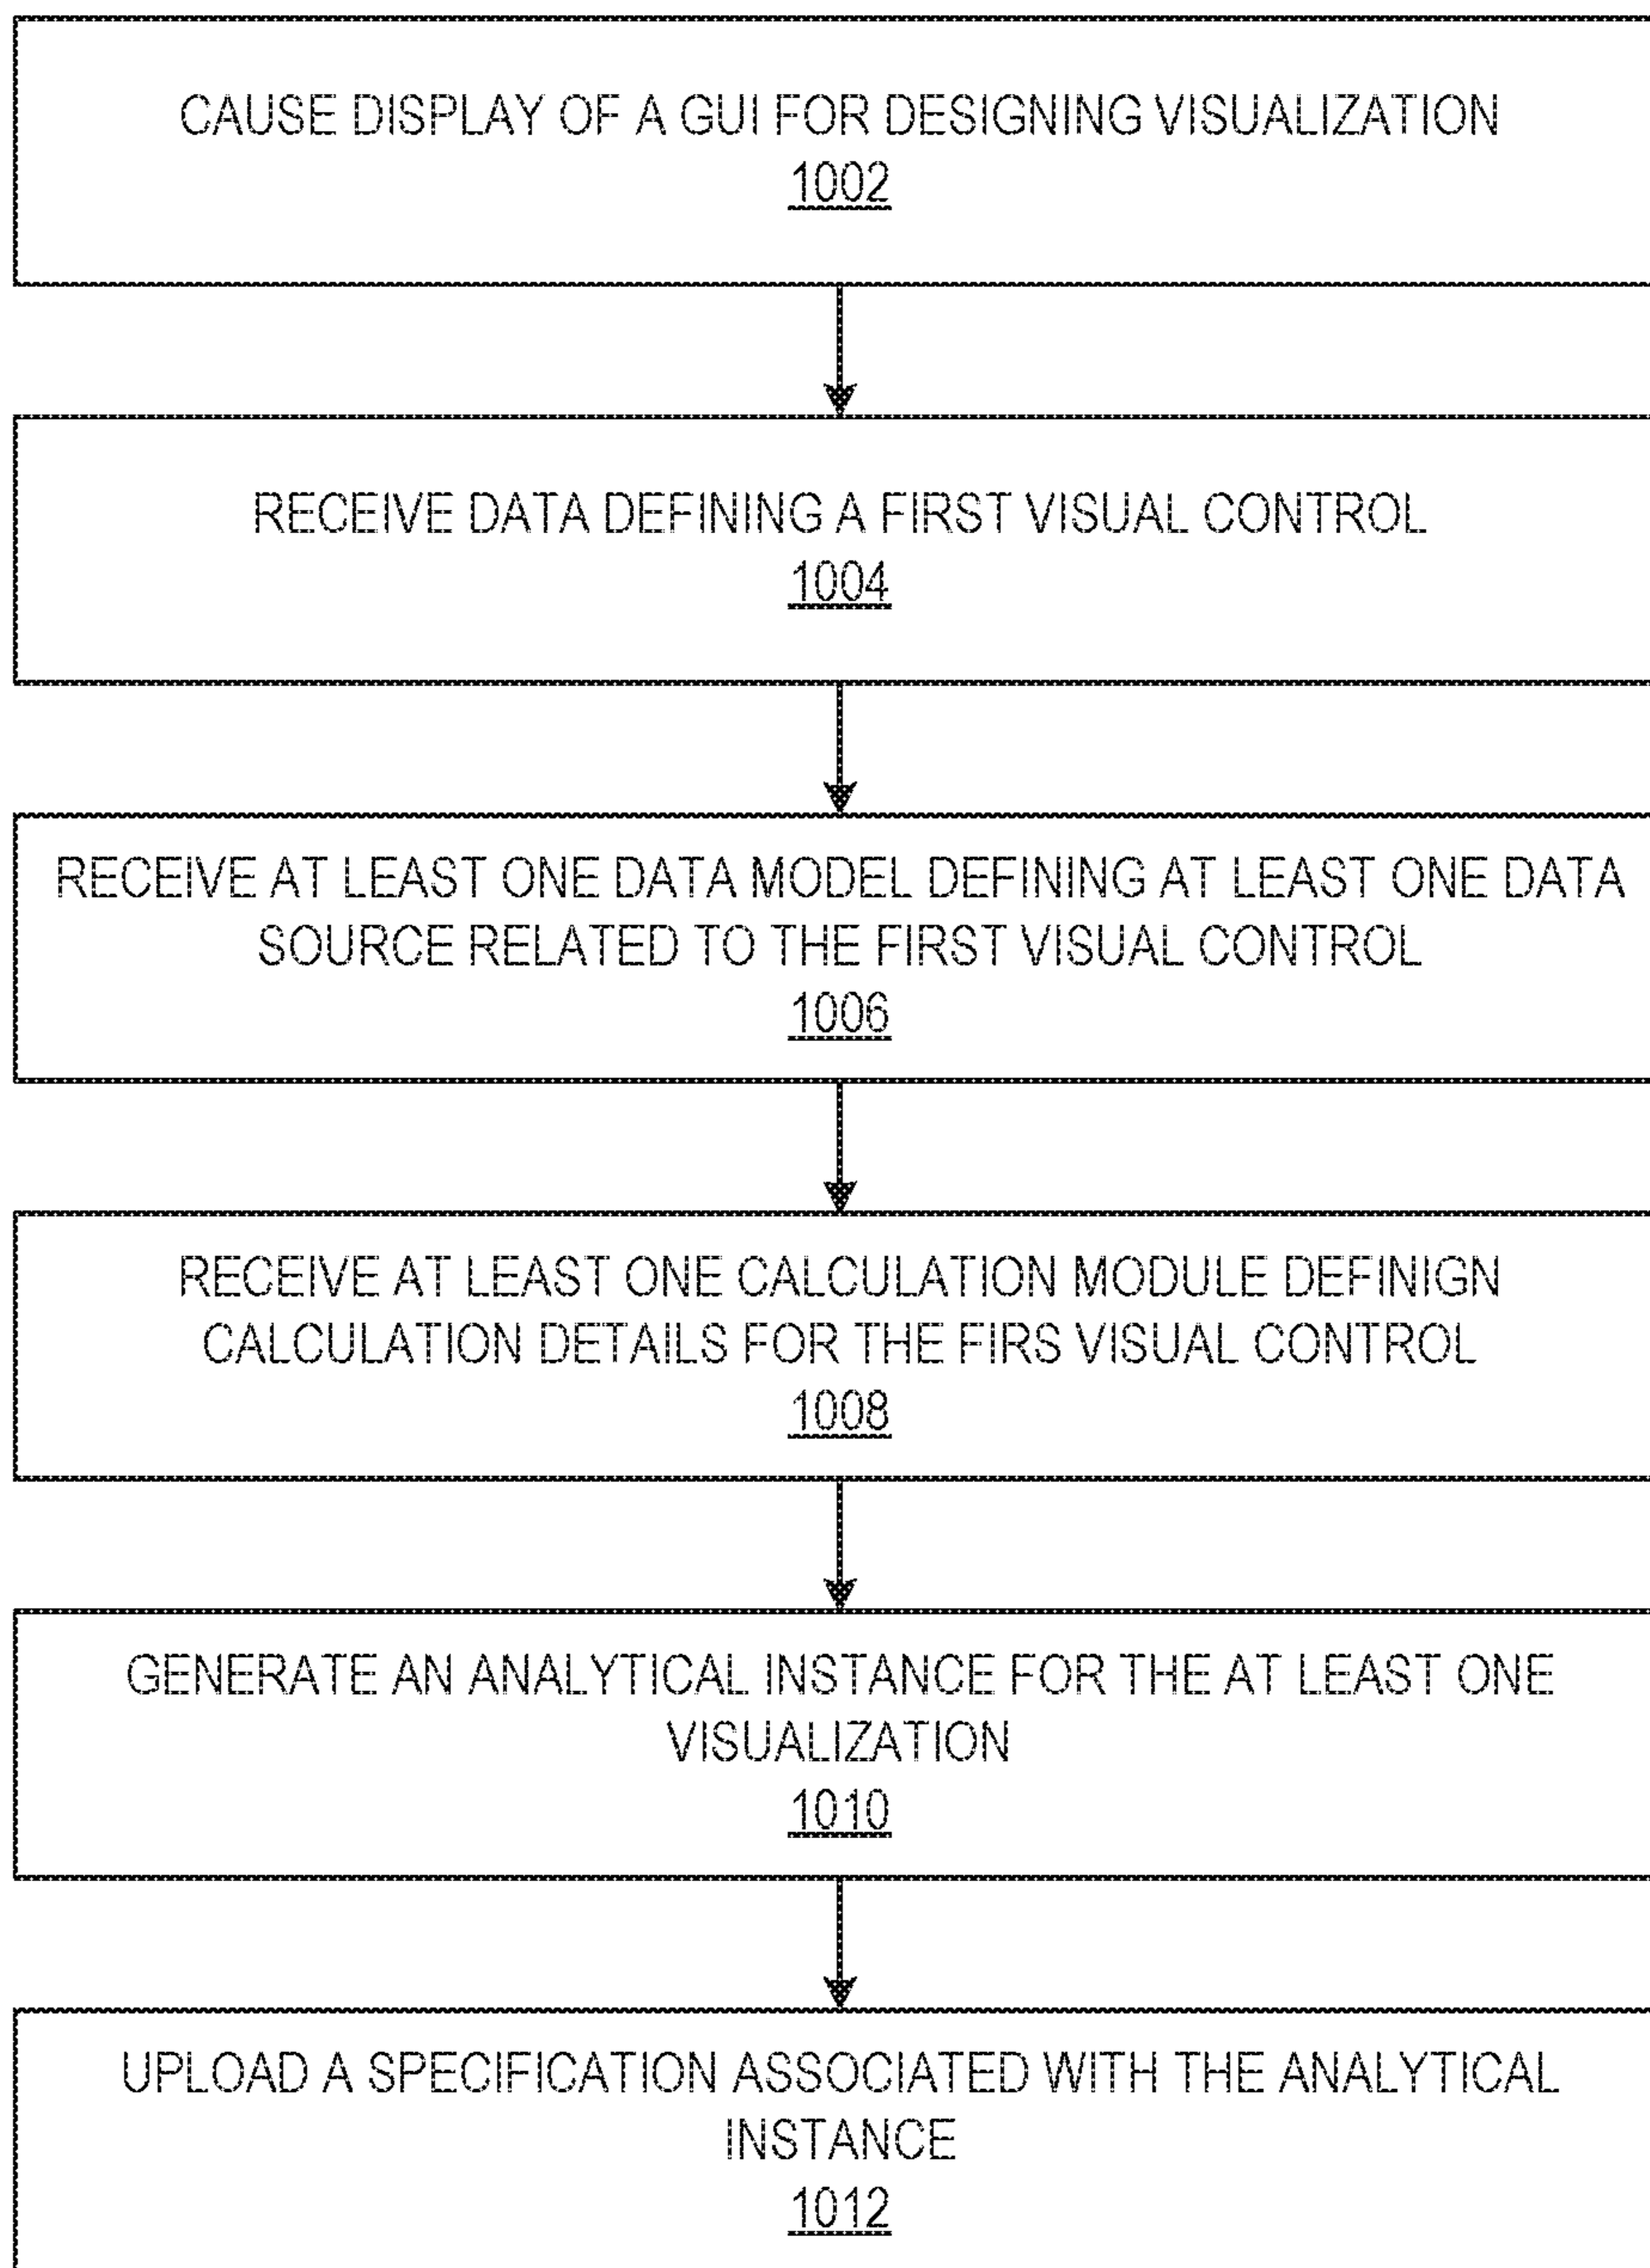 CAUSE DISPLAY OF A GUI FOR DESIGNING VISUALIZATION
1002
RECEIVE DATA DEFINING A FIRST VISUAL CONTROL
1004
RECEIVE AT LEAST ONE DATA MODEL DEFINING AT LEAST ONE DATA
SOURCE RELATED TO THE FIRST VISUAL CONTROL
1006
RECEIVE AT LEAST ONE CALCULATION MODULE DEFINIGN
CALCULATION DETAILS FOR THE FIRS VISUAL CONTROL
1008
GENERATE AN ANALYTICAL INSTANCE FOR THE AT LEAST ONE
VISUALIZATION
1010
UPLOAD A SPECIFICATION ASSOCIATED WITH THE ANALYTICAL
INSTANCE
1012